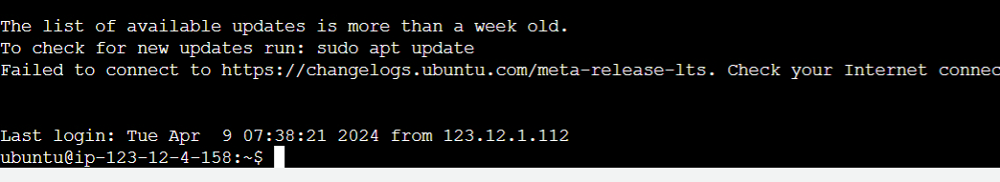 The list of available updates is more than a week old.
To check for new updates run: sudo apt update
Failed to connect to https://changelogs.ubuntu.com/meta-release-lts. Check your Internet connec
Last login: Tue Apr  9 07:38:21 2024 from 123.12.1.112
ubuntu@ip-123-12-4-158:~$